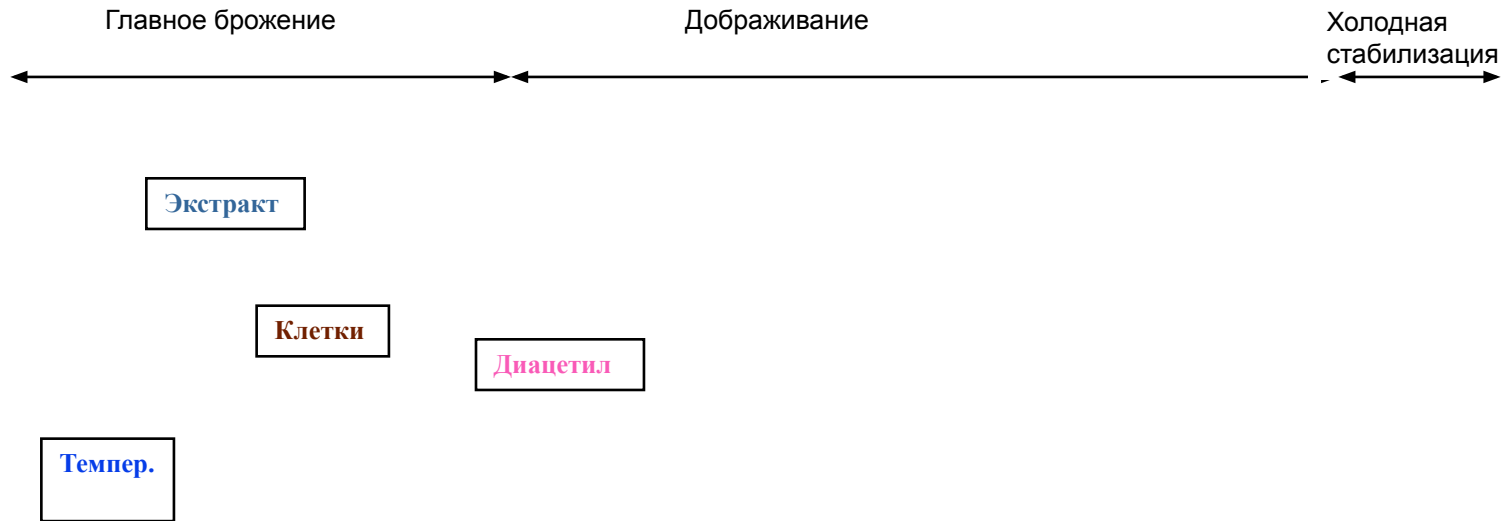 Главное брожение
Дображивание
Холодная
стабилизация
Экстракт
Клетки
Диацетил
Темпер.